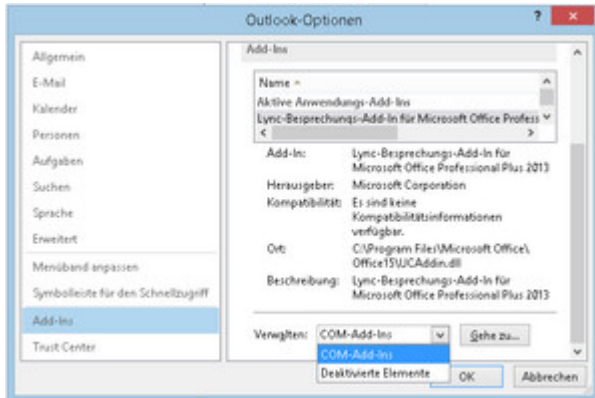 Outlook-Optionen
?
×
Allgemein
E-Mail
Kalender
Personen
Aufgaben
Suchen
Sprache
Erweitert
Menüband anpassen
Symbolleiste für den Schnellzugriff
Add-Ins
Trust Center
Add-Ins
Name
Aktive Anwendungs-Add-Ins
Lync-Besprechungs-Add-In für Microsoft Office Profess
Add-In: Lync-Besprechungs-Add-In für
Microsoft Office Professional Plus 2013
Herausgeber: Microsoft Corporation
Kompatibilität: Es sind keine
Kompatibilitätsinformationen
verfügbar.
Ort: C:\Program Files\Microsoft Office\
Office15\UCAddin.dll
Beschreibung: Lync-Besprechungs-Add-In für
Microsoft Office Professional Plus 2013
Verwalten: COM-Add-Ins Gehe zu...
COM-Add-Ins
Deaktivierte Elemente
OK Abbrechen